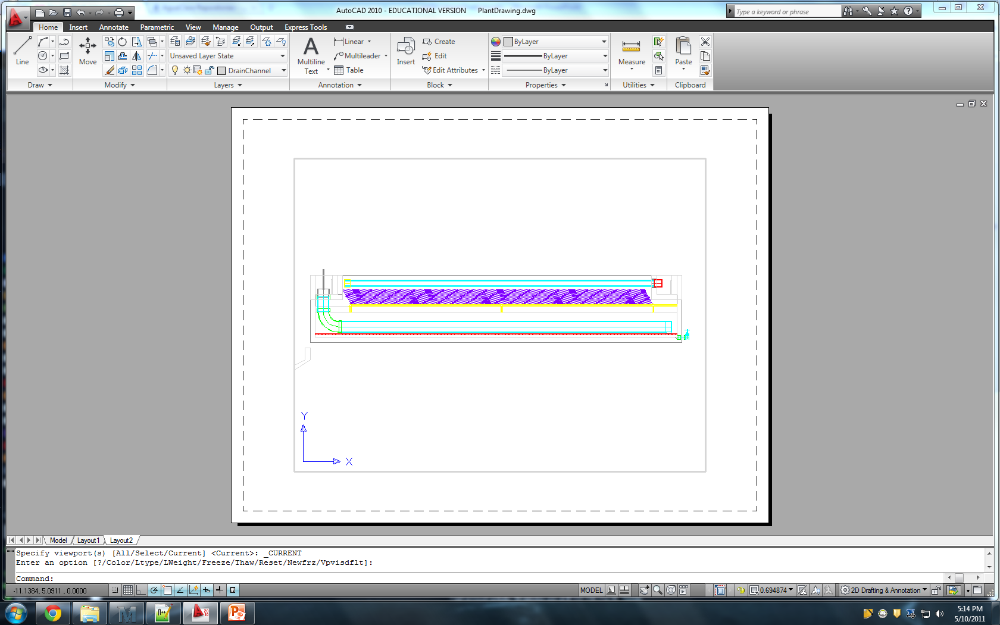 AutoCAD 2010 - EDUCATIONAL VERSION PlantDrawing.dwg
Type a keyword or phrase
Home Insert Annotate Parametric View Manage Output Express Tools
Line
Move
Unsaved Layer State
DrainChannel
Multiline
Text
Linear
Multileader
Table
Insert
Create
Edit
Edit Attributes
ByLayer
ByLayer
ByLayer
Measure
Paste
Draw Modify Layers Annotation Block Properties Utilities Clipboard
Y
X
Model Layout1 Layout2
Specify viewport(s) [All/Select/Current] <Current>: _CURRENT
Enter an option [?/Color/Ltype/LWeight/Freeze/Thaw/Reset/Newfrz/Vpvisdflt]:
Command:
-11.1384, 5.0911 , 0.0000
MODEL
0.694874
2D Drafting & Annotation
5:14 PM
5/10/2011